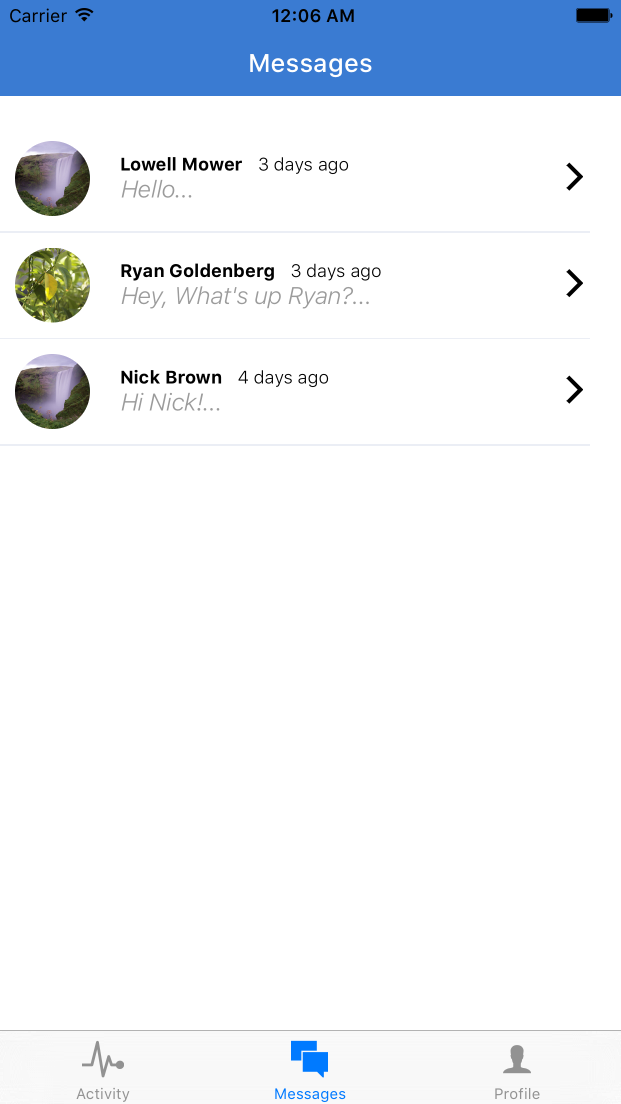 Carrier 12:06 AM
Messages
Lowell Mower 3 days ago
Hello...
Ryan Goldenberg 3 days ago
Hey, What's up Ryan?...
Nick Brown 4 days ago
Hi Nick!...
Activity Messages Profile